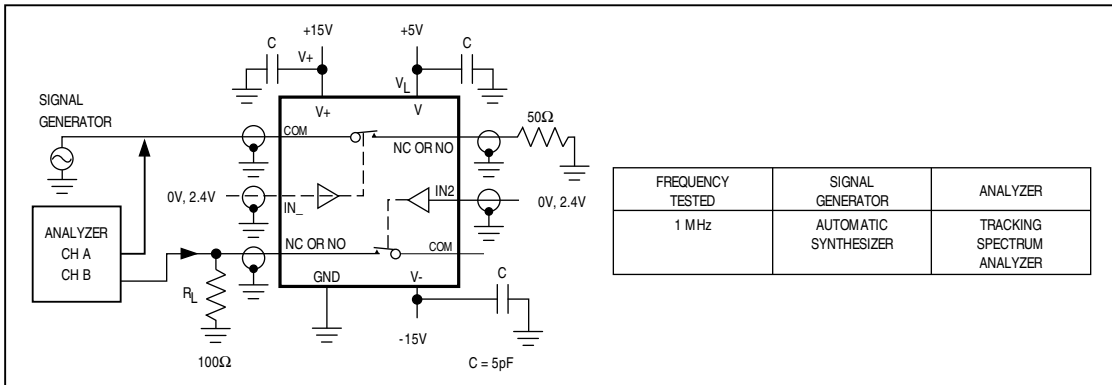 +15V
+5V
C
V+
C
VL
SIGNAL
GENERATOR
V+
V
50Ω
COM
NC OR NO
0V, 2.4V
IN_
IN2
0V, 2.4V
ANALYZER
CH A
CH B
NC OR NO
COM
RL
GND
V-
C
-15V
100Ω
C = 5pF
FREQUENCY
TESTED
SIGNAL
GENERATOR
ANALYZER
1 MHz
AUTOMATIC
SYNTHESIZER
TRACKING
SPECTRUM
ANALYZER